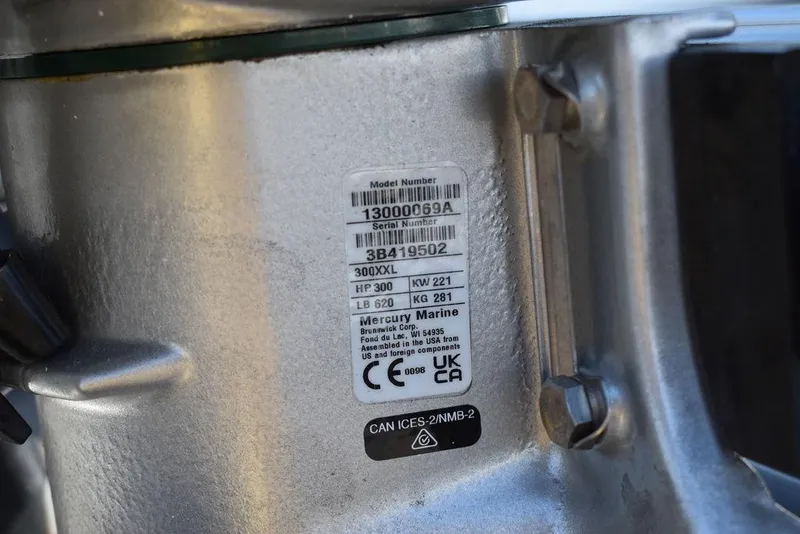 Model Number
13000069A
Serial Number
3B419502
300XXL
HP 300 KW 221
LB 620 KG 281
Mercury Marine
Brunswick Corp.
Fond du Lac, WI 54935
Assembled in the USA from
US and foreign components
CE 0098 UK
CA
CAN ICES-2/NMB-2